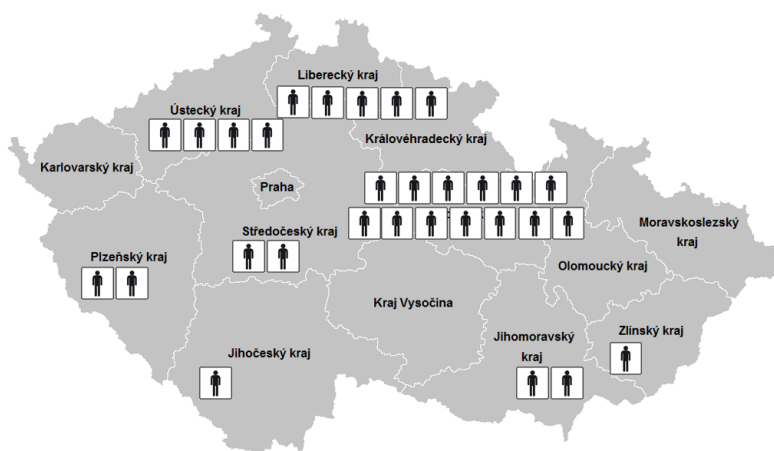 Liberecký kraj
Ústecký kraj
Královéhradecký kraj
Karlovarský kraj
Praha
Moravskoslezský
kraj
Středočeský kraj
Plzeňský kraj
Olomoucký kraj
Kraj Vysočina
Zlínský kraj
Jihomoravský
kraj
Jihočeský kraj